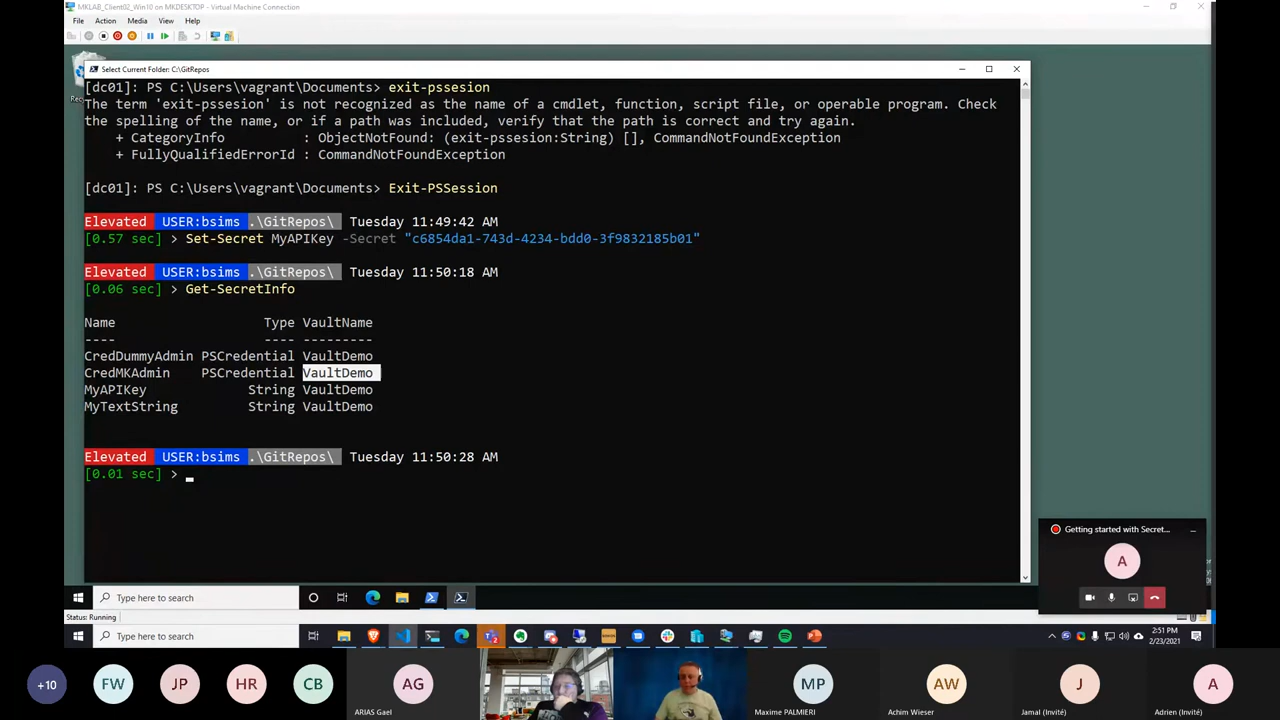 MKLAB_Client02_Win10 on MKDESKTOP - Virtual Machine Connection
File Action Media View Help
Select Current Folder: C:\GitRepos
[dc01]: PS C:\Users\vagrant\Documents> exit-pssesion
The term 'exit-pssesion' is not recognized as the name of a cmdlet, function, script file, or operable program. Check
the spelling of the name, or if a path was included, verify that the path is correct and try again.
+ CategoryInfo : ObjectNotFound: (exit-pssesion:String) [], CommandNotFoundException
+ FullyQualifiedErrorId : CommandNotFoundException
[dc01]: PS C:\Users\vagrant\Documents> Exit-PSSession
Elevated USER:bsims .\GitRepos\ Tuesday 11:49:42 AM
[0.57 sec] > Set-Secret MyAPIKey -Secret "c6854da1-743d-4234-bdd0-3f9832185b01"
Elevated USER:bsims .\GitRepos\ Tuesday 11:50:18 AM
[0.06 sec] > Get-SecretInfo
Name Type VaultName
---- ---- ---------
CredDummyAdmin PSCredential VaultDemo
CredMKAdmin PSCredential VaultDemo
MyAPIKey String VaultDemo
MyTextString String VaultDemo
Elevated USER:bsims .\GitRepos\ Tuesday 11:50:28 AM
[0.01 sec] >
Getting started with Secret...
A
Type here to search
Status: Running
Type here to search
2:51 PM
2/23/2021
+10 FW JP HR CB AG MP AW J A
ARIAS Gael Maxime PALMIERI Achim Wieser Jamal (Invité) Adrien (Invité)